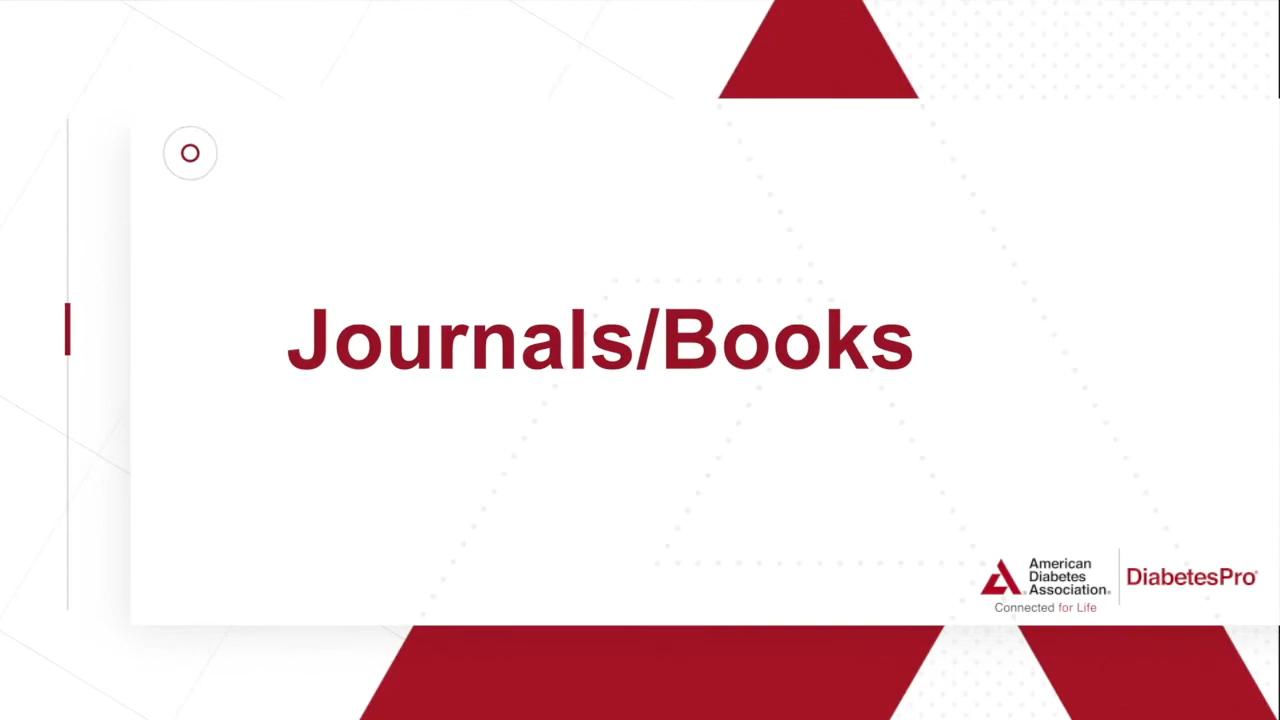 Journals/Books
American
Diabetes
Association®
Connected for Life
DiabetesPro®